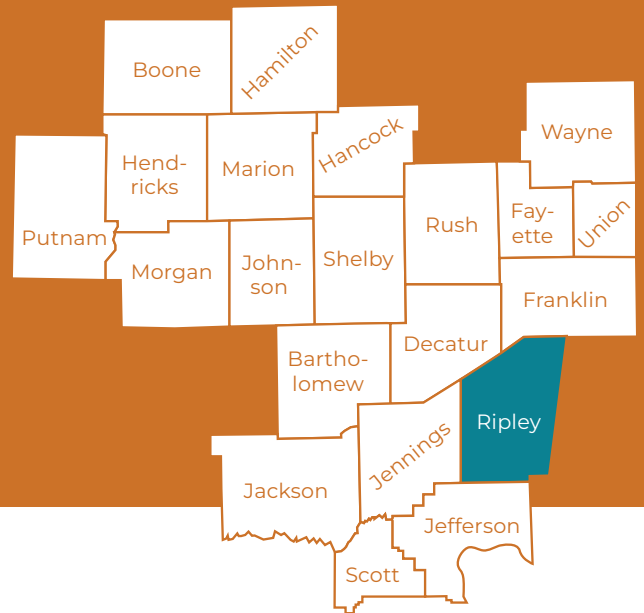 Boone
Hamilton
Hend-
ricks
Marion
Hancock
Wayne
Putnam
Morgan
John-
son
Shelby
Rush
Fay-
ette
Union
Franklin
Decatur
Bartho-
lomew
Ripley
Jennings
Jackson
Jefferson
Scott